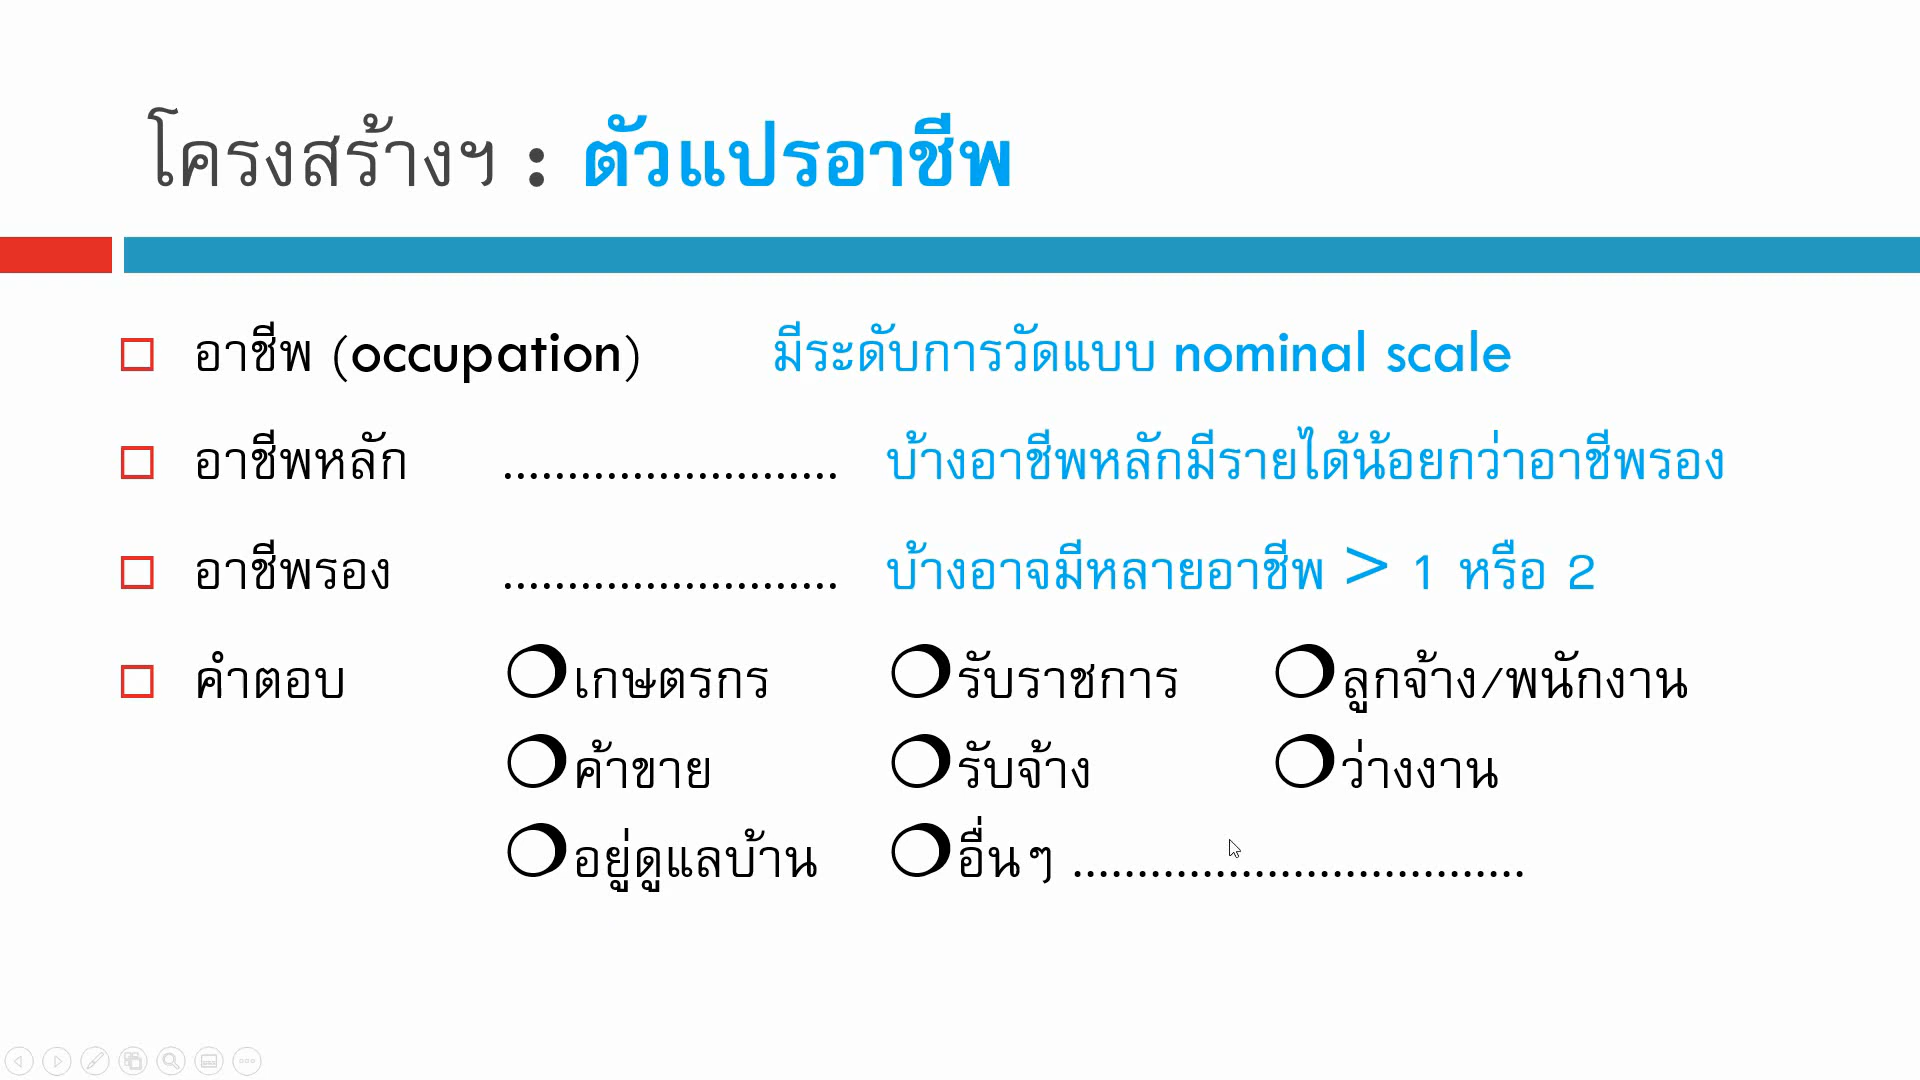 โครงสร้างฯ : ตัวแปรอาชีพ
อาชีพ (occupation) มีระดับการวัดแบบ nominal scale
อาชีพหลัก .......................... บ้างอาชีพหลักมีรายได้น้อยกว่าอาชีพรอง
อาชีพรอง .......................... บ้างอาจมีหลายอาชีพ > 1 หรือ 2
คำตอบ ❍เกษตรกร ❍รับราชการ ❍ลูกจ้าง/พนักงาน
❍ค้าขาย ❍รับจ้าง ❍ว่างงาน
❍อยู่ดูแลบ้าน ❍อื่นๆ ...................................